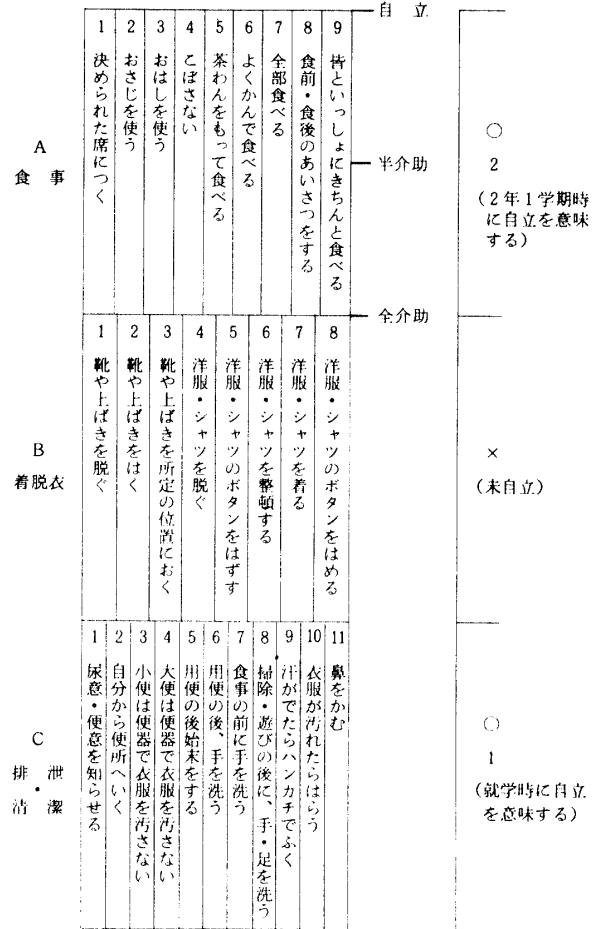 A
食事
1 決められた席につく
2 おさじを使う
3 おはしを使う
4 こぼさない
5 茶わんをもって食べる
6 よくかんで食べる
7 全部食べる
8 食前・食後のあいさつをする
9 皆といっしょにきちんと食べる
自立
半介助
全介助
○
2
(2年1学期時
に自立を意味
する)
B
着脱衣
1 靴や上ばきを脱ぐ
2 靴や上ばきをはく
3 靴や上ばきを所定の位置におく
4 洋服・シャツを脱ぐ
5 洋服・シャツのボタンをはずす
6 洋服・シャツを整頓する
7 洋服・シャツを着る
8 洋服・シャツのボタンをはめる
×
(未自立)
C
排泄
・
清潔
1 尿意・便意を知らせる
2 自分から便所へいく
3 小便は便器で衣服を汚さない
4 大便は便器で衣服を汚さない
5 用便の後始末をする
6 用便の後、手を洗う
7 食事の前に手を洗う
8 掃除・遊びの後に、手・足を洗う
9 汗がでたらハンカチでふく
10 衣服が汚れたらはらう
11 鼻をかむ
○
1
(就学時に自立
を意味する)